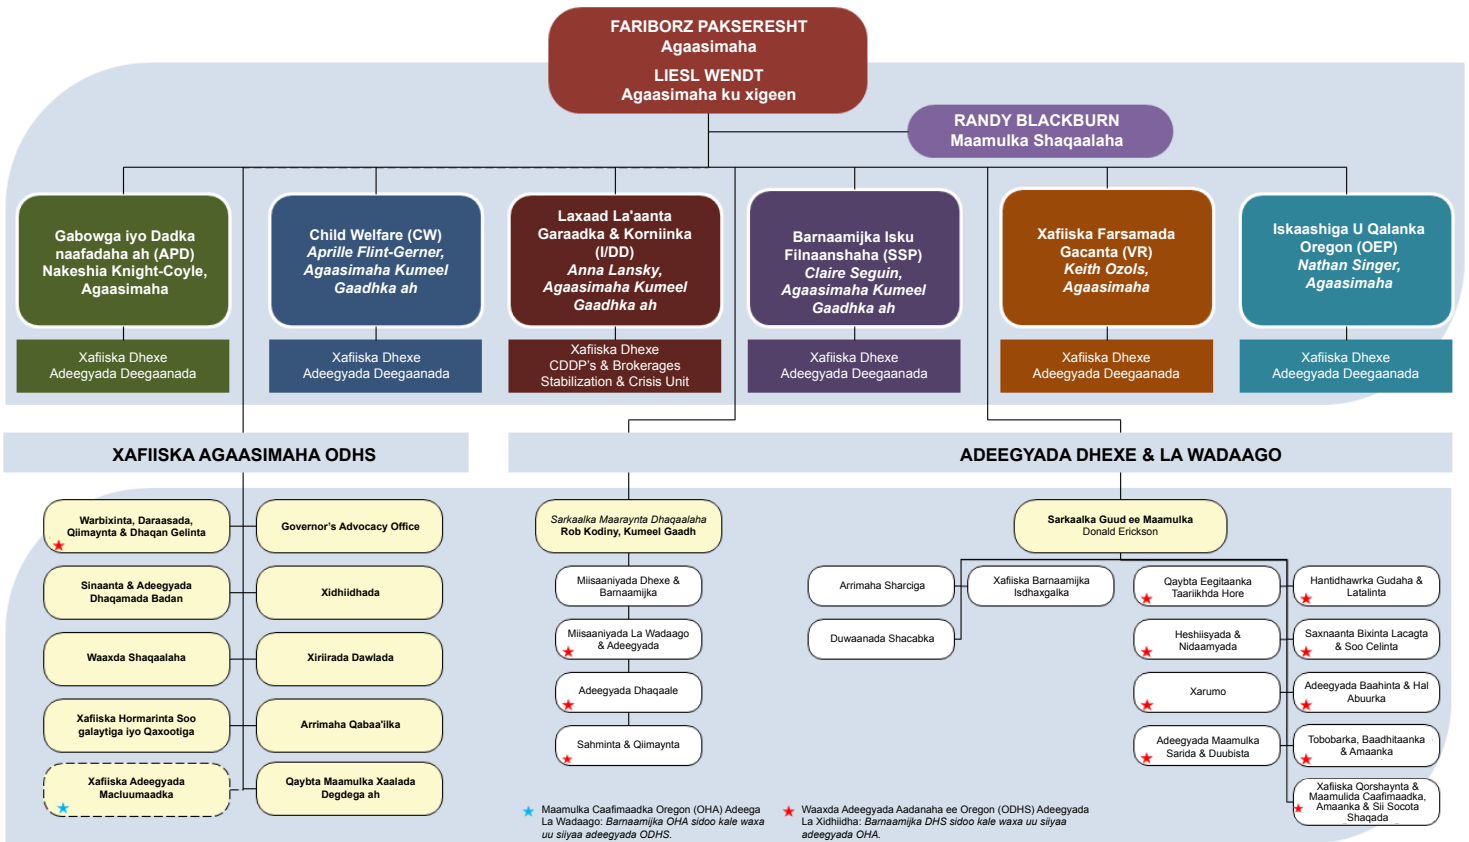 FARIBORZ PAKSERESHT
Agaasimaha
LIESL WENDT
Agaasimaha ku xigeen
RANDY BLACKBURN
Maamulka Shaqaalaha
Gabowga iyo Dadka
naafadaha ah (APD)
Nakeshia Knight-Coyle,
Agaasimaha
Xafiiska Dhexe
Adeegyada Deegaanada
Child Welfare (CW)
Aprille Flint-Gerner,
Agaasimaha Kumeel
Gaadhka ah
Xafiiska Dhexe
Adeegyada Deegaanada
Laxaad La'aanta
Garaadka & Korniinka
(I/DD)
Anna Lansky,
Agaasimaha Kumeel
Gaadhka ah
Xafiiska Dhexe
CDDP's & Brokerages
Stabilization & Crisis Unit
Barnaamijka Isku
Filnaanshaha (SSP)
Claire Seguin,
Agaasimaha Kumeel
Gaadhka ah
Xafiiska Dhexe
Adeegyada Deegaanada
Xafiiska Farsamada
Gacanta (VR)
Keith Ozols,
Agaasimaha
Xafiiska Dhexe
Adeegyada Deegaanada
Iskaashiga U Qalanka
Oregon (OEP)
Nathan Singer,
Agaasimaha
Xafiiska Dhexe
Adeegyada Deegaanada
XAFIISKA AGAASIMAHA ODHS
Warbixinta, Daraasada,
Qiimaynta & Dhaqan Gelinta
Governor's Advocacy Office
Sinaanta & Adeegyada
Dhaqamada Badan
Xidhiidhada
Waaxda Shaqaalaha
Xiriirada Dawlada
Xafiiska Hormarinta Soo
galaytiga iyo Qaxootiga
Arrimaha Qabaa'ilka
Xafiiska Adeegyada
Macluumaadka
Qaybta Maamulka Xaalada
Degdega ah
ADEEGYADA DHEXE & LA WADAAGO
Sarkaalka Maaraynta Dhaqaalaha
Rob Kodiny, Kumeel Gaadh
Miisaaniyada Dhexe &
Barnaamijka
Miisaaniyada La Wadaago
& Adeegyada
Adeegyada Dhaqaale
Sahminta & Qiimaynta
Sarkaalka Guud ee Maamulka
Donald Erickson
Arrimaha Sharciga
Xafiiska Barnaamijka
Isdhaxgalka
Duwaanada Shacabka
Qaybta Eegitaanka
Taariikhda Hore
Hantidhawrka Gudaha &
Latalinta
Heshiisyada &
Nidaamyada
Saxnaanta Bixinta Lacagta
& Soo Celinta
Xarumo
Adeegyada Baahinta & Hal
Abuurka
Adeegyada Maamulka
Sarida & Duubista
Tobobarka, Baadhitaanka
& Amaanka
Xafiiska Qorshaynta &
Maamulida Caafimaadka,
Amaanka & Sii Socota
Shaqada
Maamulka Caafimaadka Oregon (OHA) Adeega
La Wadaago: Barnaamijka OHA sidoo kale waxa
uu siiyaa adeegyada ODHS.
Waaxda Adeegyada Aadanaha ee Oregon (ODHS) Adeegyada
La Xidhiidha: Barnaamijka DHS sidoo kale waxa uu siiyaa
adeegyada OHA.